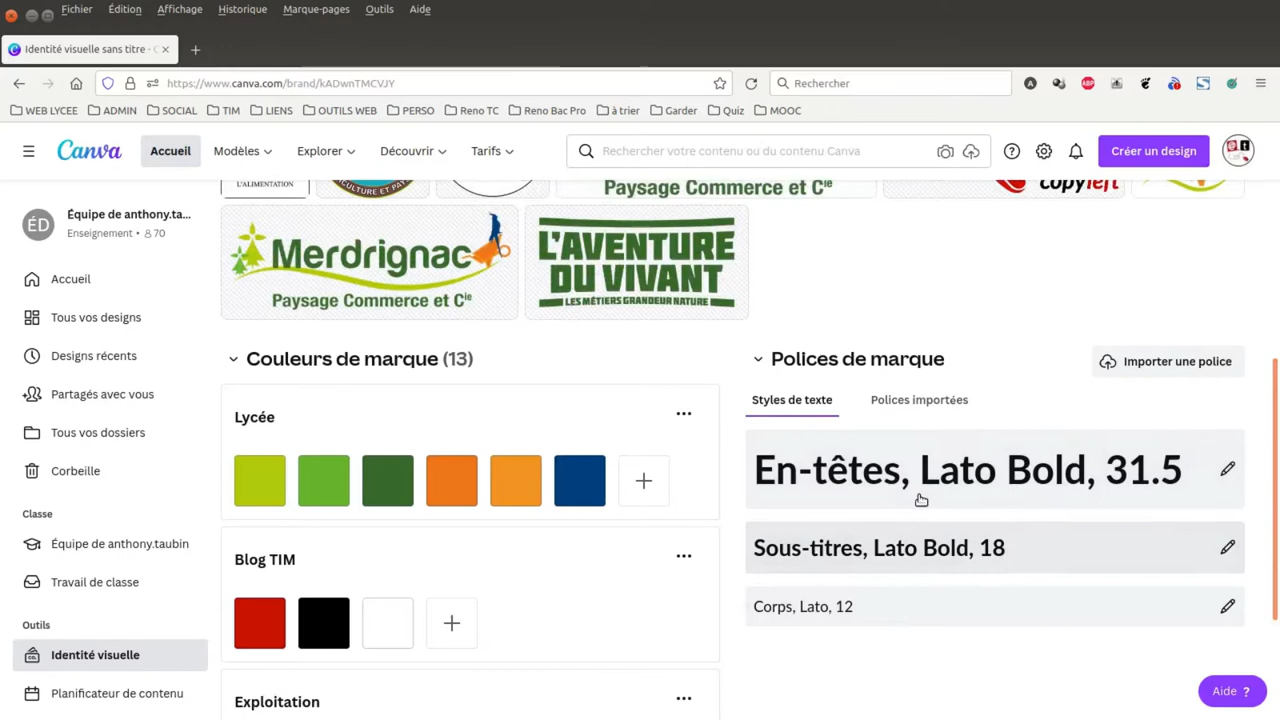 Fichier Édition Affichage Historique Marque-pages Outils Aide
Identité visuelle sans titre -
https://www.canva.com/brand/kADwnTMCVJY
Rechercher
WEB LYCEE ADMIN SOCIAL TIM LIENS OUTILS WEB PERSO Reno TC Reno Bac Pro à trier Garder Quiz MOOC
Canva Accueil Modèles Explorer Découvrir Tarifs Rechercher votre contenu ou du contenu Canva Créer un design
L'ALIMENTATION
Paysage Commerce et Cie
copyleft
ÉD
Équipe de anthony.ta...
Enseignement • 70
Merdrignac
Paysage Commerce et Cie
L'AVENTURE
DU VIVANT
LES MÉTIERS GRANDEUR NATURE
Accueil
Tous vos designs
Designs récents
Partagés avec vous
Tous vos dossiers
Corbeille
Classe
Équipe de anthony.taubin
Travail de classe
Outils
Identité visuelle
Planificateur de contenu
Couleurs de marque (13)
Lycée
Blog TIM
Exploitation
Polices de marque
Importer une police
Styles de texte Polices importées
En-têtes, Lato Bold, 31.5
Sous-titres, Lato Bold, 18
Corps, Lato, 12
Aide ?